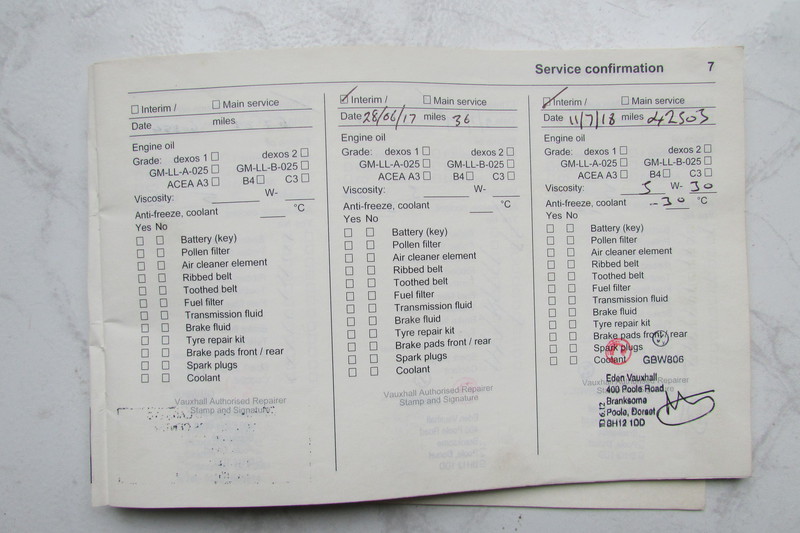 Service confirmation 7
Interim / Main service
Date miles
Engine oil
Grade: dexos 1 dexos 2
GM-LL-A-025 GM-LL-B-025
ACEA A3 B4 C3
Viscosity: W-
Anti-freeze, coolant °C
Yes No
Battery (key)
Pollen filter
Air cleaner element
Ribbed belt
Toothed belt
Fuel filter
Transmission fluid
Brake fluid
Tyre repair kit
Brake pads front / rear
Spark plugs
Coolant
Vauxhall Authorised Repairer
Stamp and Signature
Interim / Main service
Date 28/06/17 miles 36
Engine oil
Grade: dexos 1 dexos 2
GM-LL-A-025 GM-LL-B-025
ACEA A3 B4 C3
Viscosity: W-
Anti-freeze, coolant °C
Yes No
Battery (key)
Pollen filter
Air cleaner element
Ribbed belt
Toothed belt
Fuel filter
Transmission fluid
Brake fluid
Tyre repair kit
Brake pads front / rear
Spark plugs
Coolant
Vauxhall Authorised Repairer
Stamp and Signature
Interim / Main service
Date 11/7/18 miles 42503
Engine oil
Grade: dexos 1 dexos 2
GM-LL-A-025 GM-LL-B-025
ACEA A3 B4 C3
Viscosity: 5 W- 30
Anti-freeze, coolant -30 °C
Yes No
Battery (key)
Pollen filter
Air cleaner element
Ribbed belt
Toothed belt
Fuel filter
Transmission fluid
Brake fluid
Tyre repair kit
Brake pads front / rear
Spark plugs
Coolant GBW806
Vauxhall Authorised Repairer
Stamp and Signature
Eden Vauxhall
400 Poole Road
Branksome
Poole, Dorset
BH12 1DD